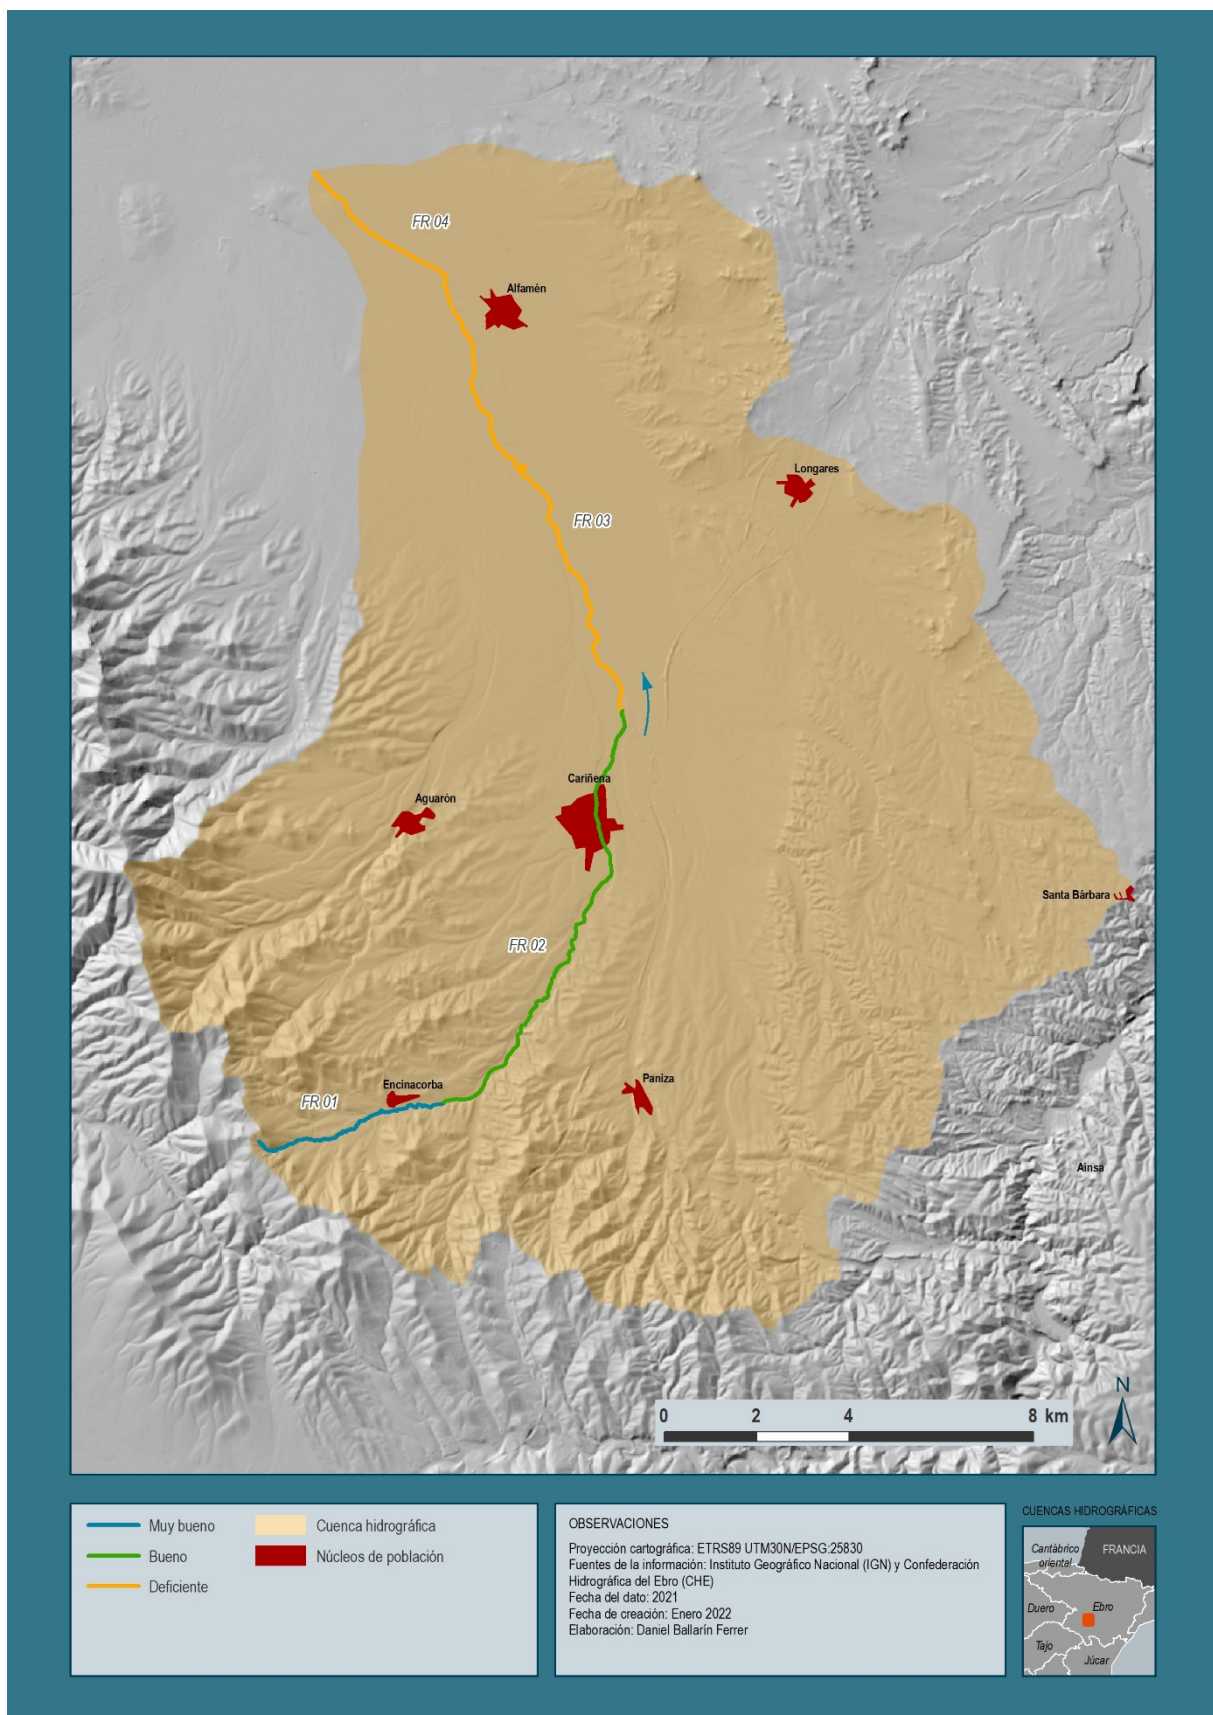 FR 04
Alfamén
Longares
FR 03
Cariñena
Aguarón
Santa Bárbara
FR 02
Encinacorba
Paniza
FR 01
Aínsa
N
0 2 4 8 km
Muy bueno
Bueno
Deficiente
Cuenca hidrográfica
Núcleos de población
OBSERVACIONES
Proyección cartográfica: ETRS89 UTM30N/EPSG:25830
Fuentes de la información: Instituto Geográfico Nacional (IGN) y Confederación
Hidrográfica del Ebro (CHE)
Fecha del dato: 2021
Fecha de creación: Enero 2022
Elaboración: Daniel Ballarín Ferrer
CUENCAS HIDROGRÁFICAS
Cantábrico
oriental
FRANCIA
Duero
Ebro
Tajo
Júcar